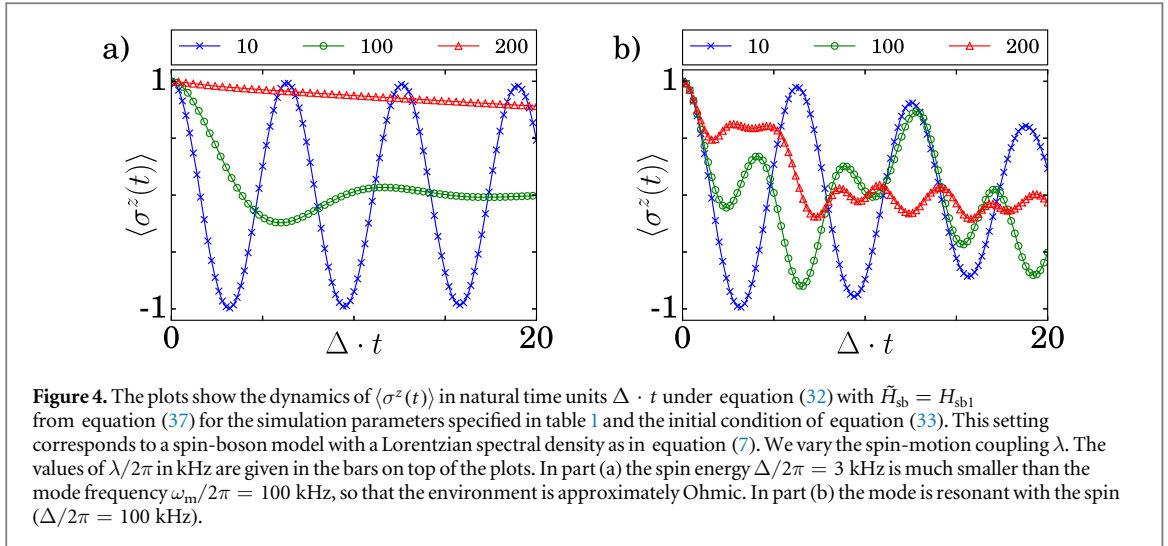 a)
10
100
200
1
-1
0
20
⟨σ^z(t)⟩
Δ · t
b)
10
100
200
1
-1
0
20
⟨σ^z(t)⟩
Δ · t
Figure 4. The plots show the dynamics of ⟨σ^z(t)⟩ in natural time units Δ · t under equation (32) with H̃_sb = H_sb1
from equation (37) for the simulation parameters specified in table 1 and the initial condition of equation (33). This setting
corresponds to a spin-boson model with a Lorentzian spectral density as in equation (7). We vary the spin-motion coupling λ. The
values of λ/2π in kHz are given in the bars on top of the plots. In part (a) the spin energy Δ/2π = 3 kHz is much smaller than the
mode frequency ω_m/2π = 100 kHz, so that the environment is approximately Ohmic. In part (b) the mode is resonant with the spin
(Δ/2π = 100 kHz).